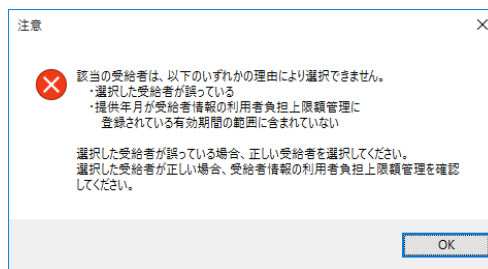 注意
該当の受給者は、以下のいずれかの理由により選択できません。
・選択した受給者が誤っている
・提供年月が受給者情報の利用者負担上限額管理に
登録されている有効期間の範囲に含まれていない
選択した受給者が誤っている場合、正しい受給者を選択してください。
選択した受給者が正しい場合、受給者情報の利用者負担上限額管理を確認
してください。
OK